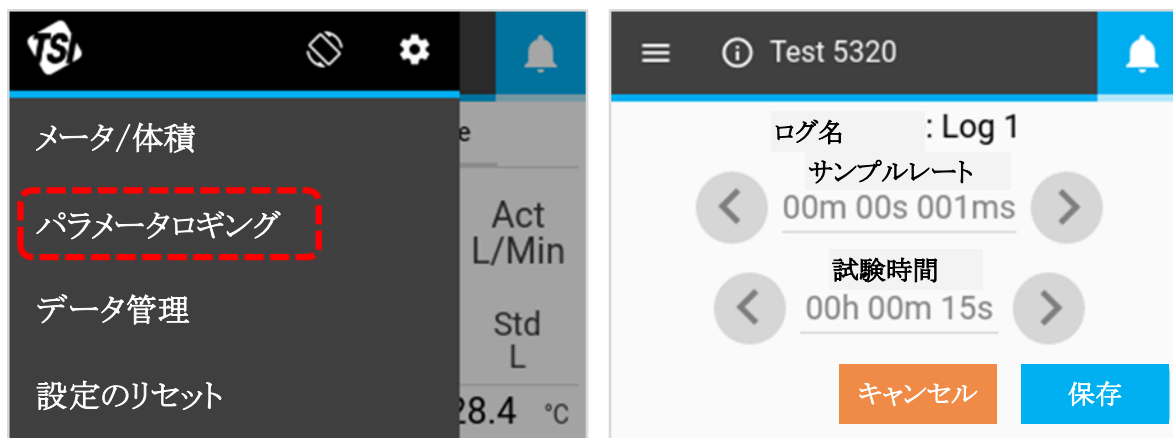 TSI
メータ/体積
パラメータロギング
データ管理
設定のリセット
e
Act
L/Min
Std
L
28.4 °C
Test 5320
ログ名 : Log 1
サンプルレート
00m 00s 001ms
試験時間
00h 00m 15s
キャンセル
保存